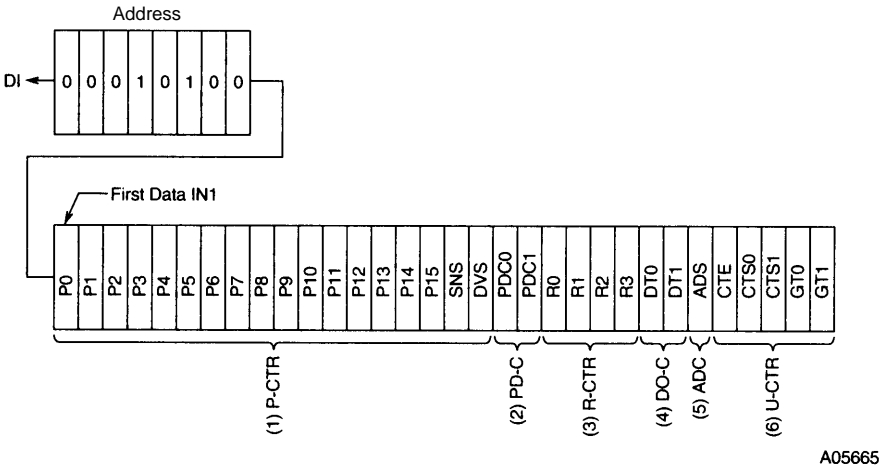 Address
DI
0 0 0 1 0 1 0 0
First Data IN1
P0 P1 P2 P3 P4 P5 P6 P7 P8 P9 P10 P11 P12 P13 P14 P15 SNS DVS PDC0 PDC1 R0 R1 R2 R3 DT0 DT1 ADS CTE CTS0 CTS1 GT0 GT1
(1) P-CTR
(2) PD-C
(3) R-CTR
(4) DO-C
(5) ADC
(6) U-CTR
A05665